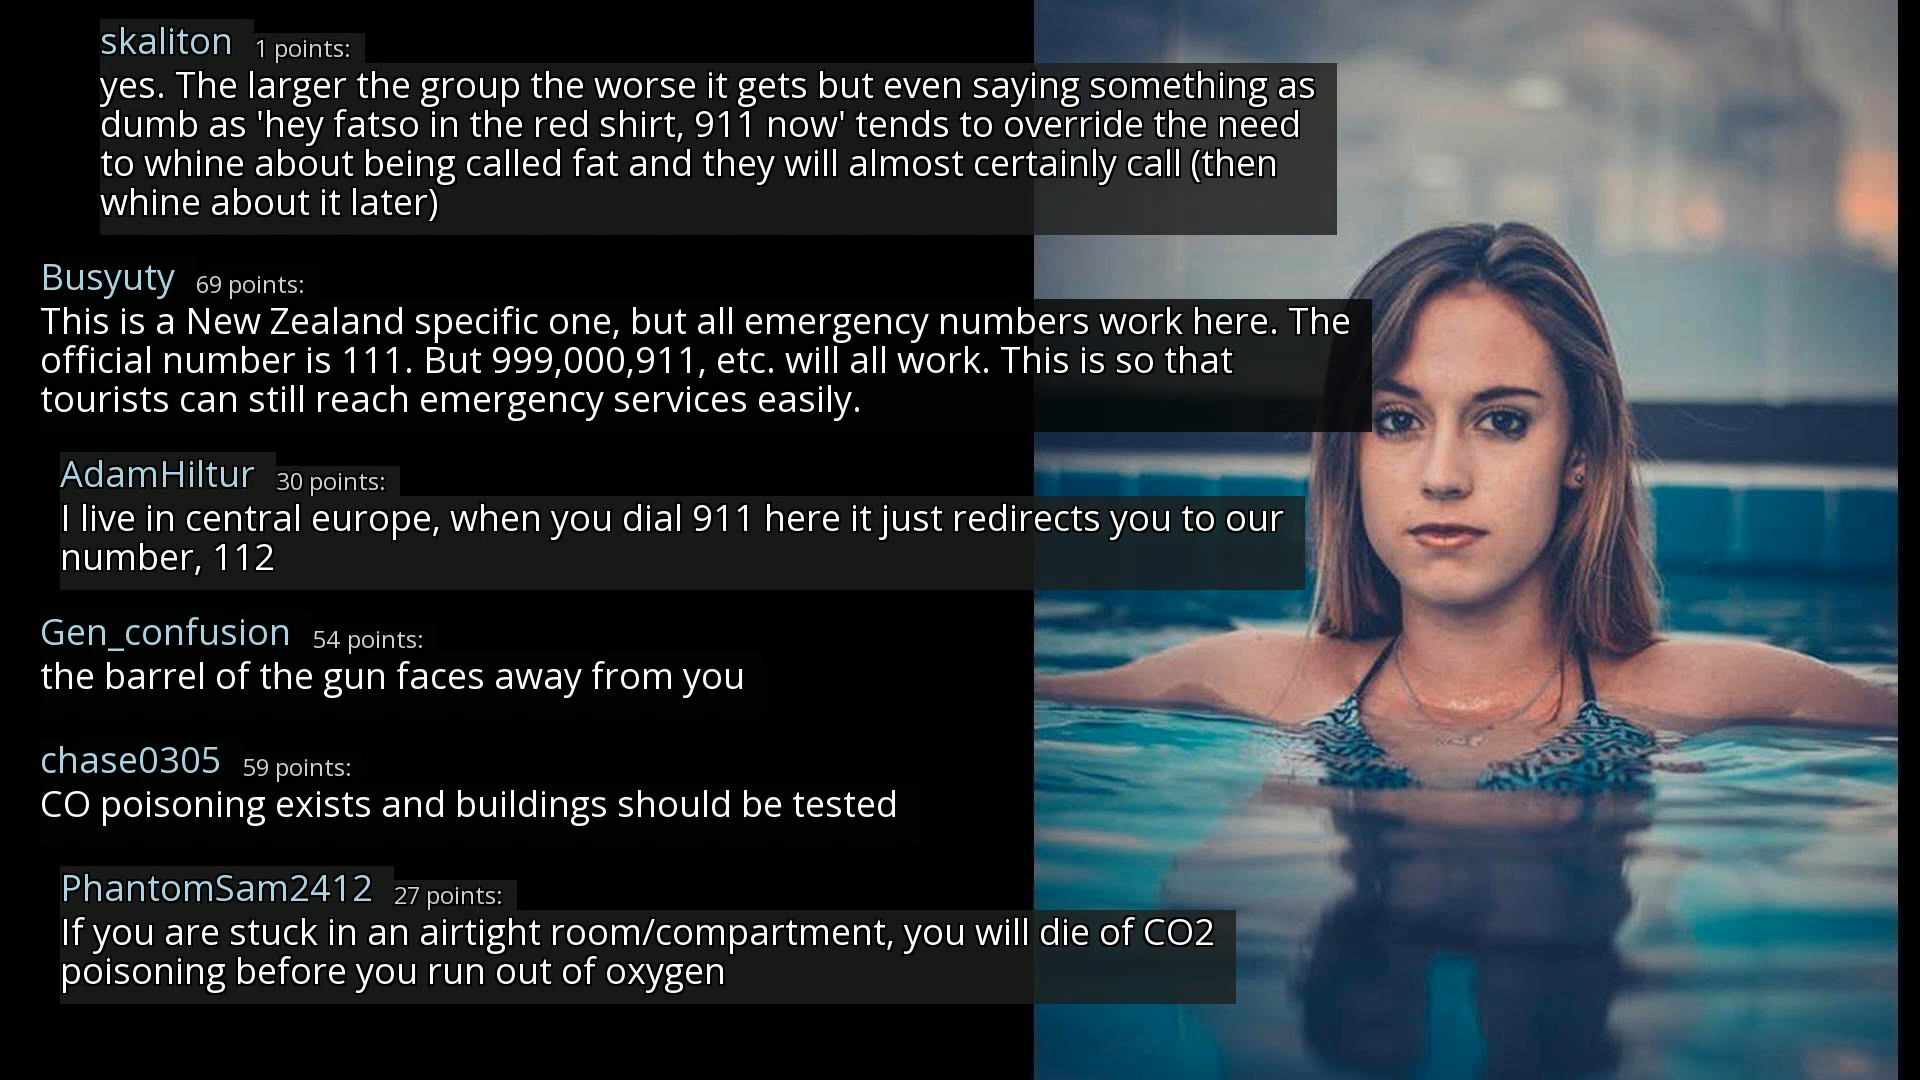 skaliton 1 points:
yes. The larger the group the worse it gets but even saying something as
dumb as 'hey fatso in the red shirt, 911 now' tends to override the need
to whine about being called fat and they will almost certainly call (then
whine about it later)
Busyuty 69 points:
This is a New Zealand specific one, but all emergency numbers work here. The
official number is 111. But 999,000,911, etc. will all work. This is so that
tourists can still reach emergency services easily.
AdamHiltur 30 points:
I live in central europe, when you dial 911 here it just redirects you to our
number, 112
Gen_confusion 54 points:
the barrel of the gun faces away from you
chase0305 59 points:
CO poisoning exists and buildings should be tested
PhantomSam2412 27 points:
If you are stuck in an airtight room/compartment, you will die of CO2
poisoning before you run out of oxygen